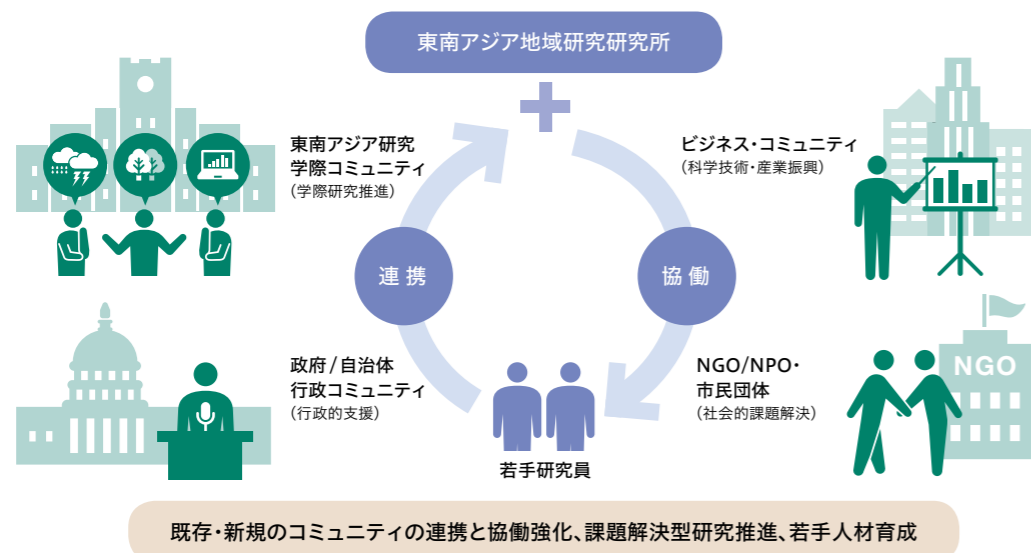 東南アジア地域研究研究所
東南アジア研究
学際コミュニティ
(学際研究推進)
ビジネス・コミュニティ
(科学技術・産業振興)
連携
協働
政府/自治体
行政コミュニティ
(行政的支援)
NGO/NPO・
市民団体
(社会的課題解決)
NGO
若手研究員
既存・新規のコミュニティの連携と協働強化、課題解決型研究推進、若手人材育成